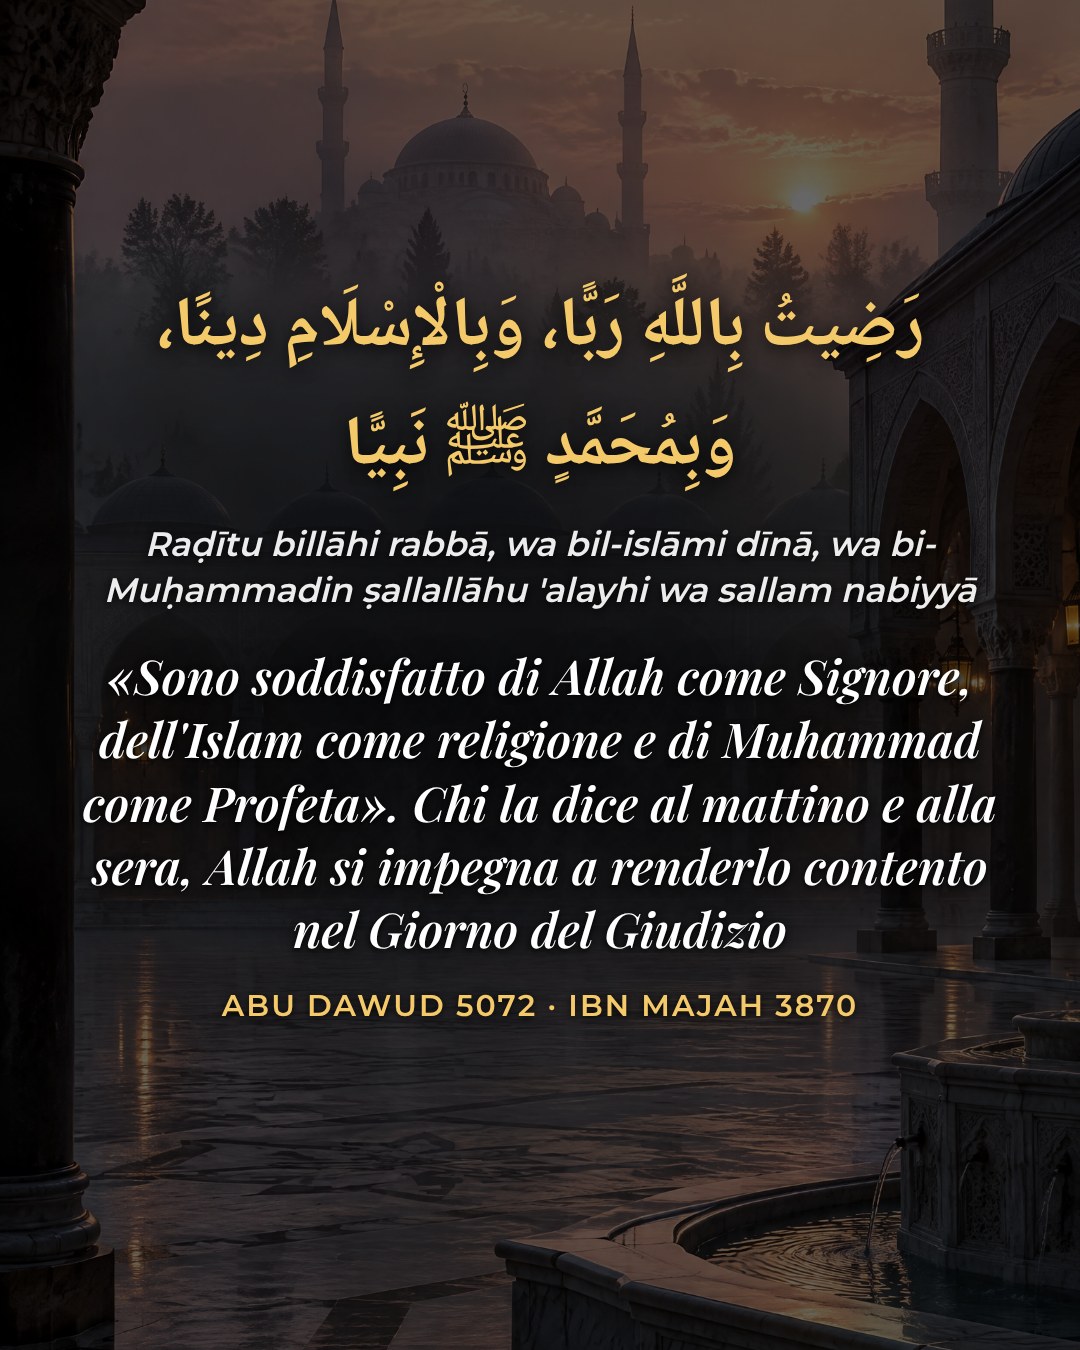 رَضِيتُ بِاللَّهِ رَبًّا، وَبِالْإِسْلَامِ دِينًا،
وَبِمُحَمَّدٍ ﷺ نَبِيًّا
Raḍītu billāhi rabbā, wa bil-islāmi dīnā, wa bi-
Muḥammadin ṣallallāhu 'alayhi wa sallam nabiyyā
«Sono soddisfatto di Allah come Signore,
dell'Islam come religione e di Muhammad
come Profeta». Chi la dice al mattino e alla
sera, Allah si impegna a renderlo contento
nel Giorno del Giudizio
ABU DAWUD 5072 · IBN MAJAH 3870